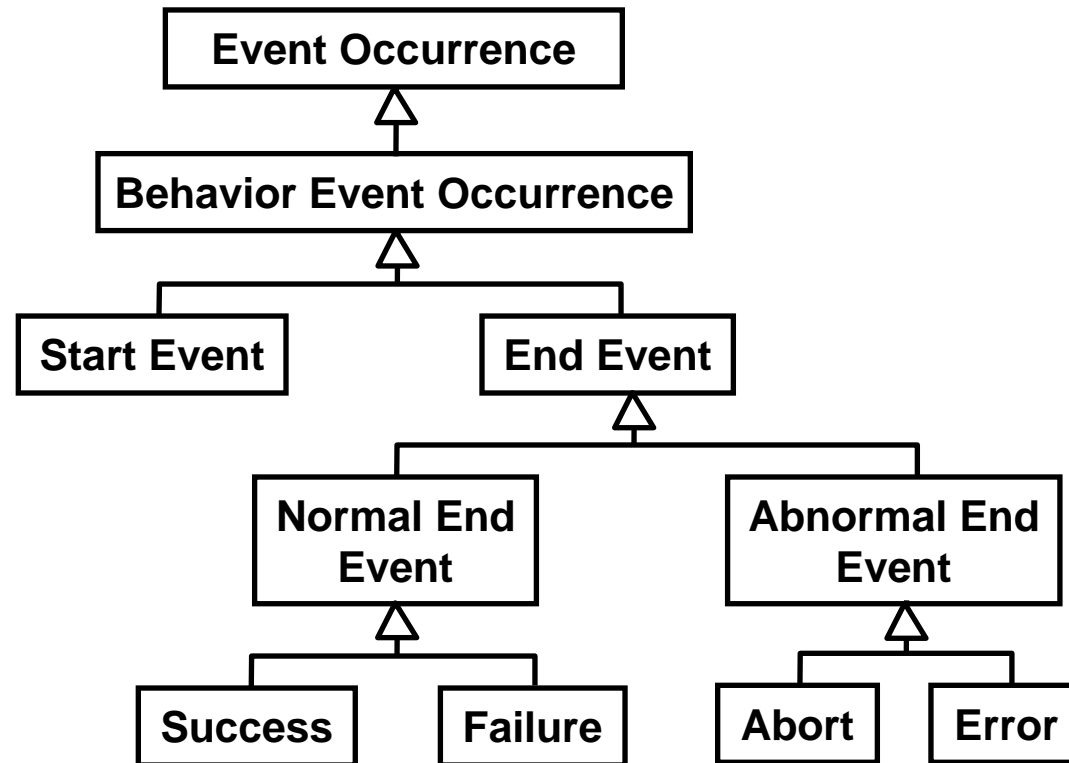 Event Occurrence
Behavior Event Occurrence
Start Event
End Event
Normal End
Event
Abnormal End
Event
Success
Failure
Abort
Error